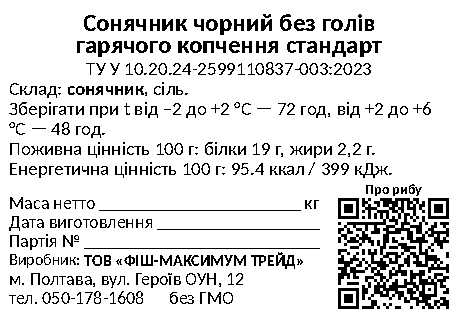 Сонячник чорний без голів
гарячого копчення стандарт
ТУ У 10.20.24-2599110837-003:2023
Склад: сонячник, сіль.
Зберігати при t від –2 до +2 °C — 72 год, від +2 до +6
°C — 48 год.
Поживна цінність 100 г: білки 19 г, жири 2,2 г.
Енергетична цінність 100 г: 95.4 ккал / 399 кДж.
Про рибу
Маса нетто ______________________ кг
Дата виготовлення __________________
Партія № __________________________
Виробник: ТОВ «ФІШ-МАКСИМУМ ТРЕЙД»
м. Полтава, вул. Героїв ОУН, 12
тел. 050-178-1608 без ГМО